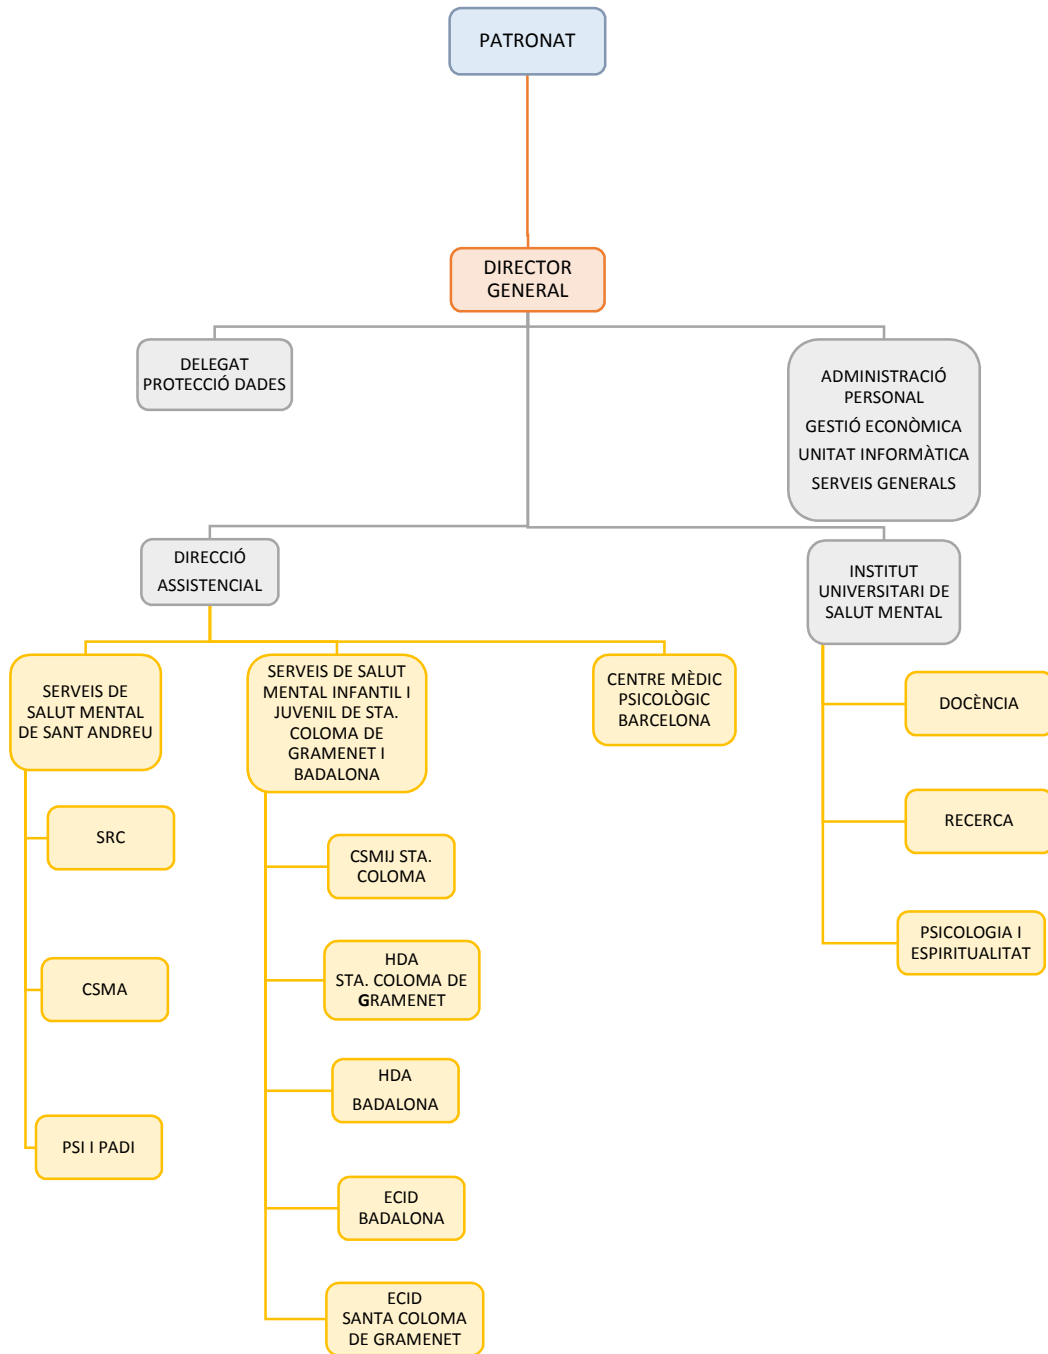 PATRONAT
DIRECTOR
GENERAL
DELEGAT
PROTECCIÓ DADES
ADMINISTRACIÓ
PERSONAL
GESTIÓ ECONÒMICA
UNITAT INFORMÀTICA
SERVEIS GENERALS
DIRECCIÓ
ASSISTENCIAL
INSTITUT
UNIVERSITARI DE
SALUT MENTAL
SERVEIS DE
SALUT MENTAL
DE SANT ANDREU
SERVEIS DE SALUT
MENTAL INFANTIL I
JUVENIL DE STA.
COLOMA DE
GRAMENET I
BADALONA
CENTRE MÈDIC
PSICOLÒGIC
BARCELONA
DOCÈNCIA
SRC
RECERCA
CSMIJ STA.
COLOMA
PSICOLOGIA I
ESPIRITUALITAT
HDA
STA. COLOMA DE
GRAMENET
CSMA
HDA
BADALONA
PSI I PADI
ECID
BADALONA
ECID
SANTA COLOMA
DE GRAMENET